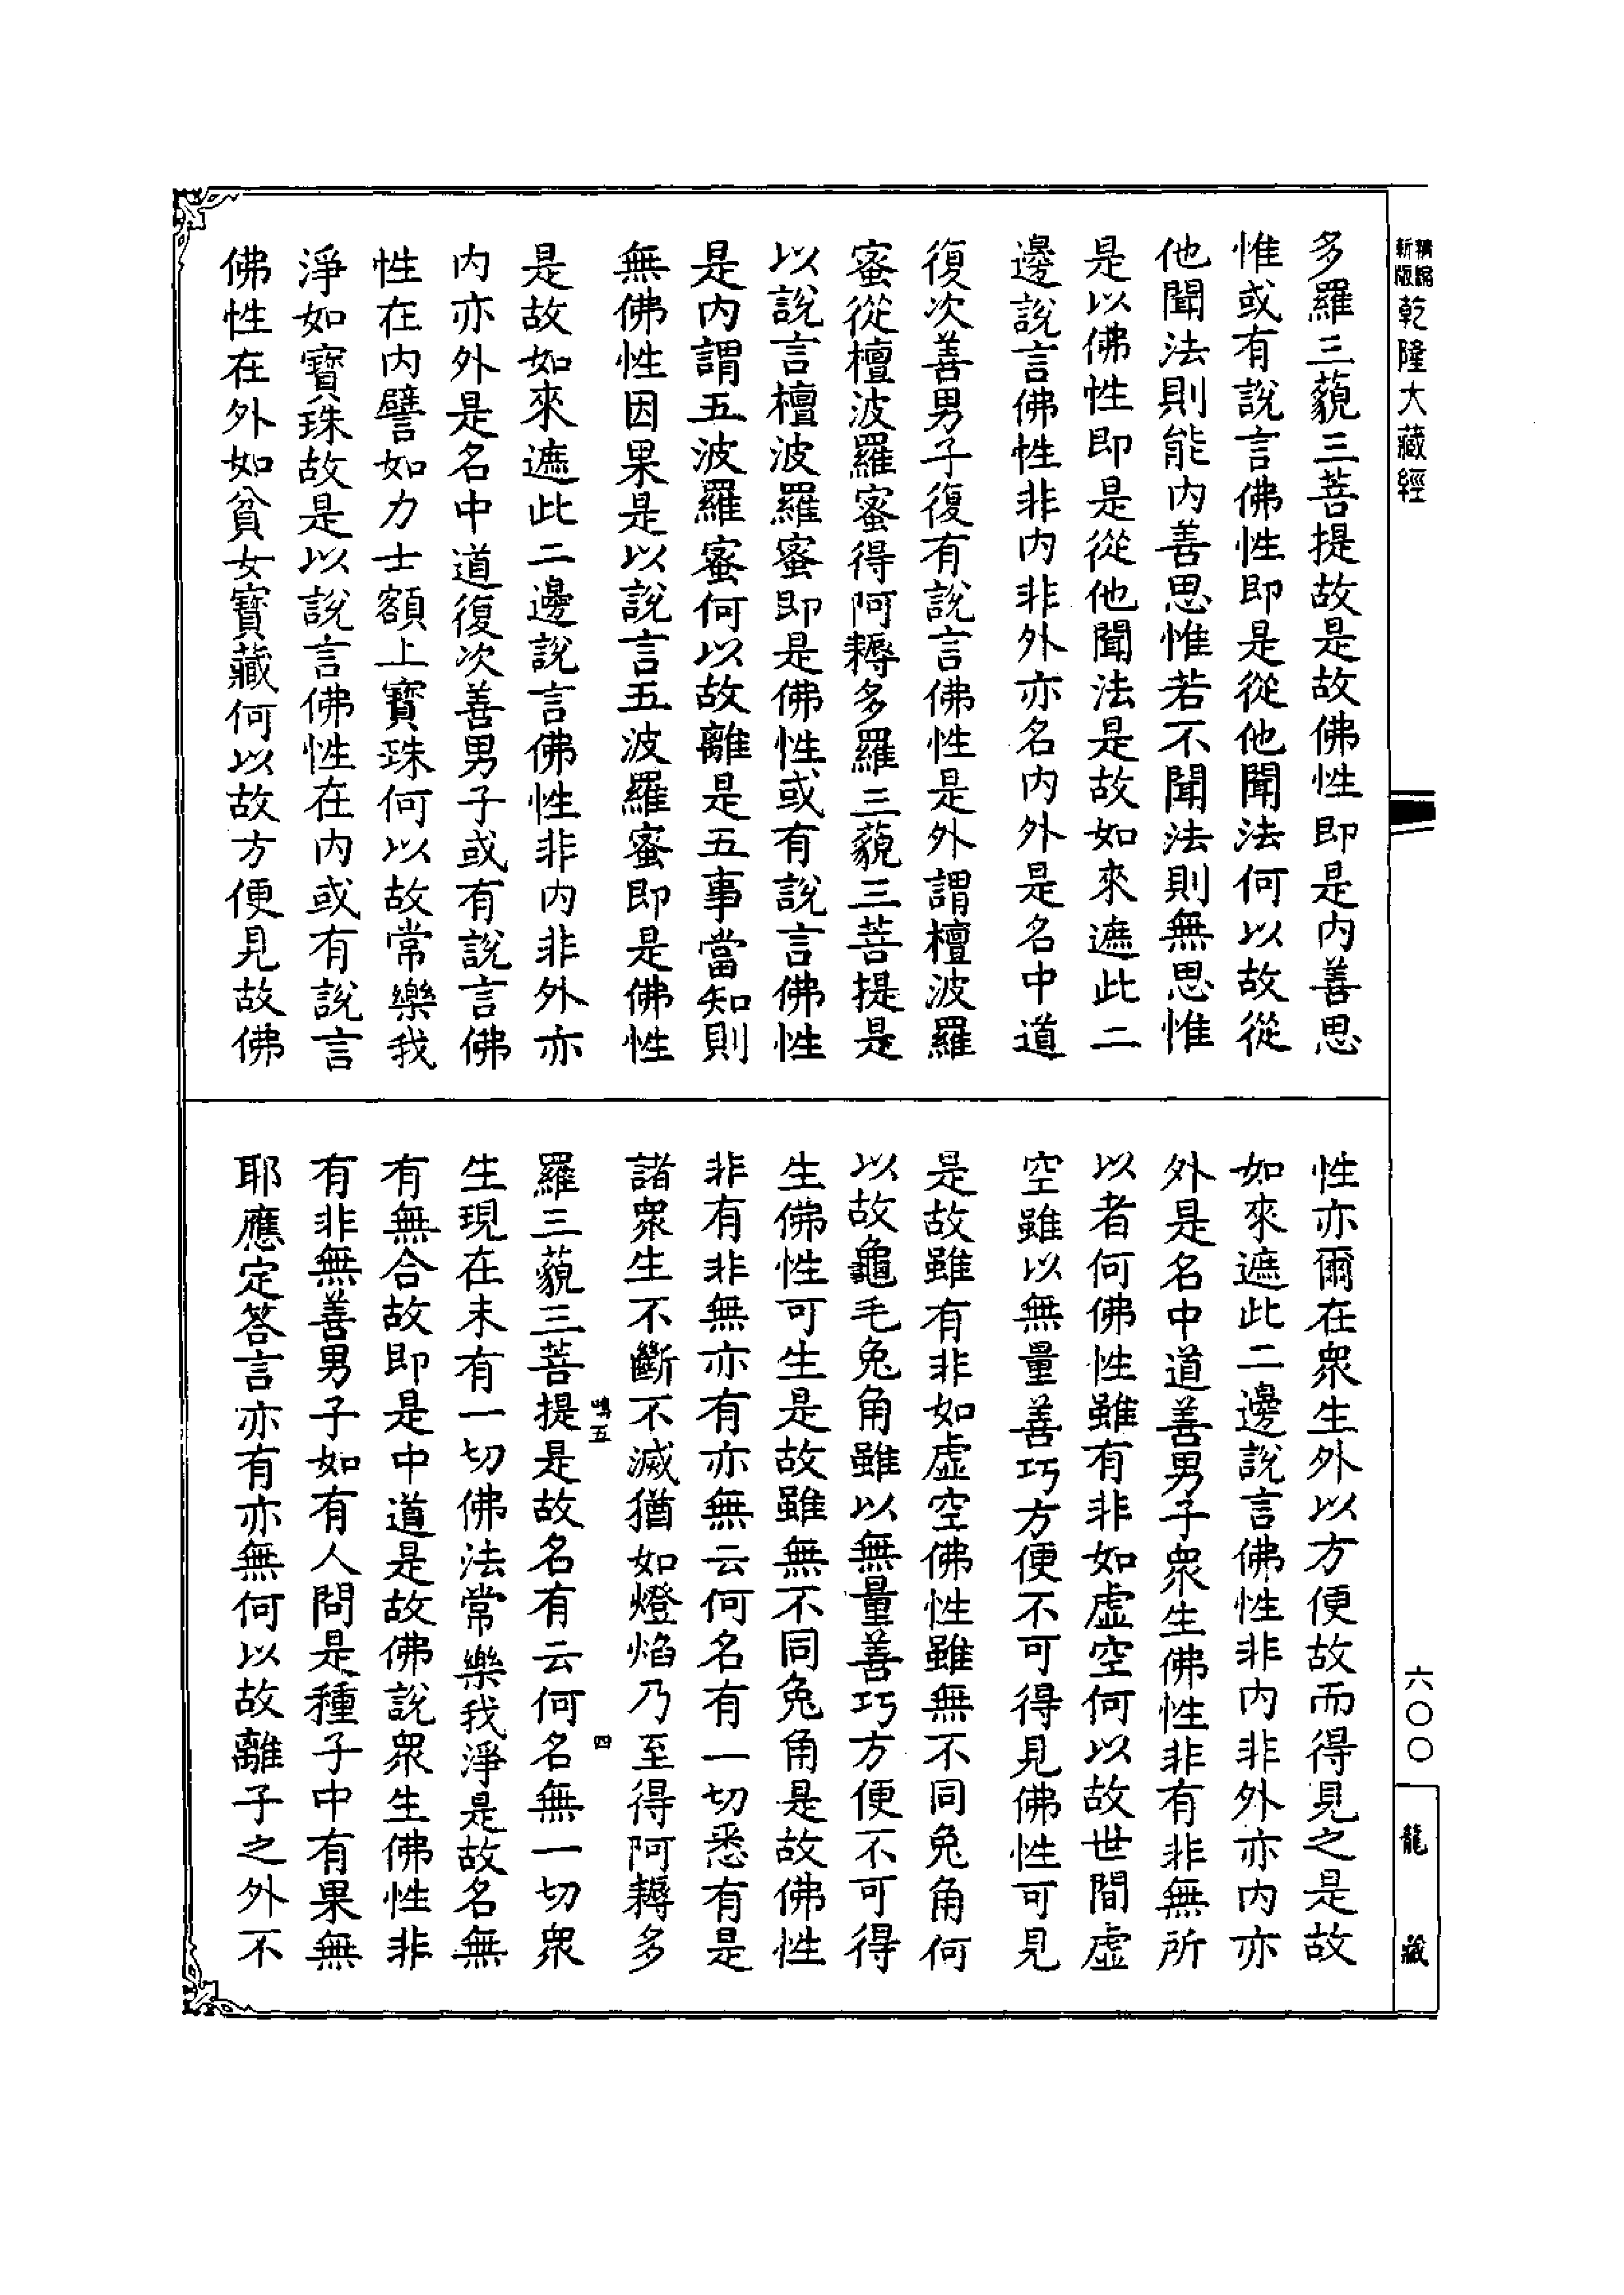 精編
新版
乾隆大藏經
多羅三藐三菩提故是故佛性即是內善思
惟或有說言佛性即是從他聞法何以故從
他聞法則能內善思惟若不聞法則無思惟
是以佛性即是從他聞法是故如來遮此二
邊說言佛性非內非外亦名內外是名中道
復次善男子復有說言佛性是外謂檀波羅
蜜從檀波羅蜜得阿耨多羅三藐三菩提是
以說言檀波羅蜜即是佛性或有說言佛性
是內謂五波羅蜜何以故離是五事當知則
無佛性因果是以說言五波羅蜜即是佛性
是故如來遮此二邊說言佛性非內非外亦
內亦外是名中道復次善男子或有說言佛
性在內譬如力士額上寶珠何以故常樂我
淨如寶珠故是以說言佛性在內或有說言
佛性在外如貧女寶藏何以故方便見故佛
性亦爾在眾生外以方便故而得見之是故
如來遮此二邊說言佛性非內非外亦內亦
外是名中道善男子眾生佛性非有非無所
以者何佛性雖有非如虛空何以故世間虛
空雖以無量善巧方便不可得見佛性可見
是故雖有非如虛空佛性雖無不同兔角何
以故龜毛兔角雖以無量善巧方便不可得
生佛性可生是故雖無不同兔角是故佛性
非有非無亦有亦無云何名有一切悉有是
諸眾生不斷不滅猶如燈焰乃至得阿耨多
羅三藐三菩提是故名有云何名無一切眾
生現在未有一切佛法常樂我淨是故名無
有無合故即是中道是故佛說眾生佛性非
有非無善男子如有人問是種子中有果無
耶應定答言亦有亦無何以故離子之外不
五
四
六〇〇
龍藏